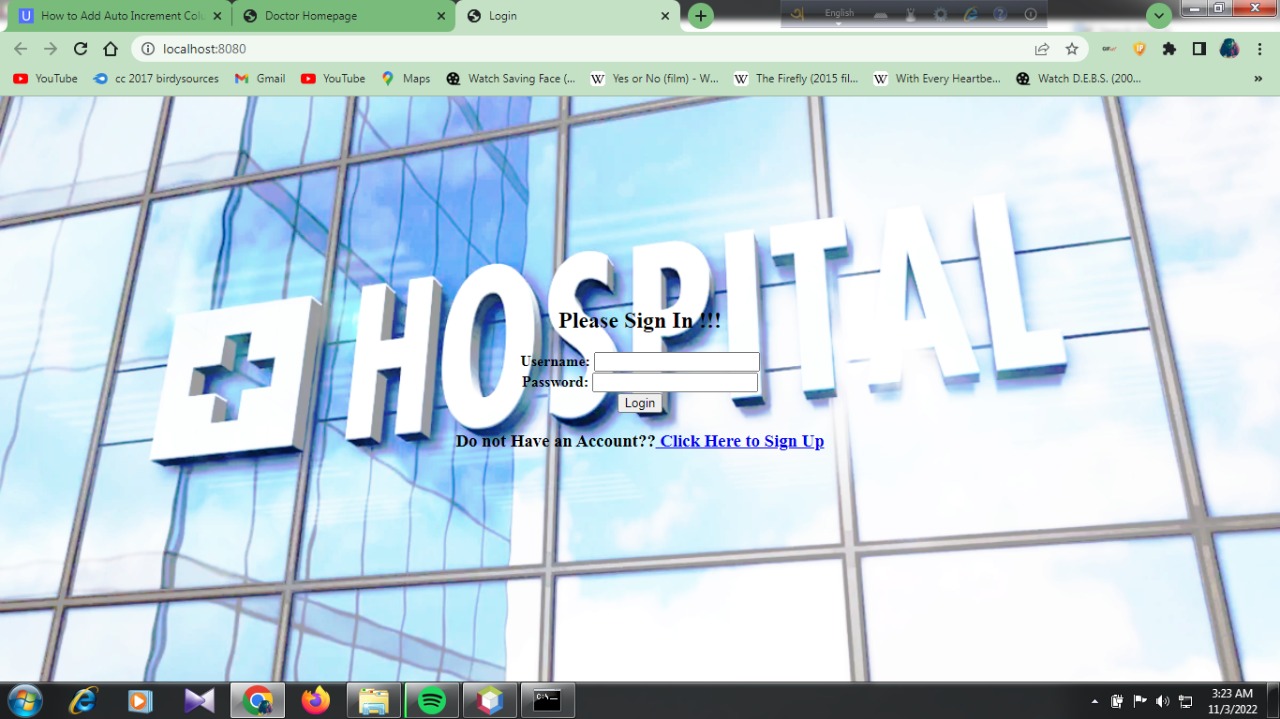 How to Add Auto Increment Colu
Doctor Homepage
Login
English
localhost:8080
YouTube
cc 2017 birdysources
Gmail
YouTube
Maps
Watch Saving Face (...
Yes or No (film) - W...
The Firefly (2015 fil...
With Every Heartbe...
Watch D.E.B.S. (200...
»
HOSPITAL
Please Sign In !!!
Username:
Password:
Login
Do not Have an Account?? Click Here to Sign Up
3:23 AM
11/3/2022